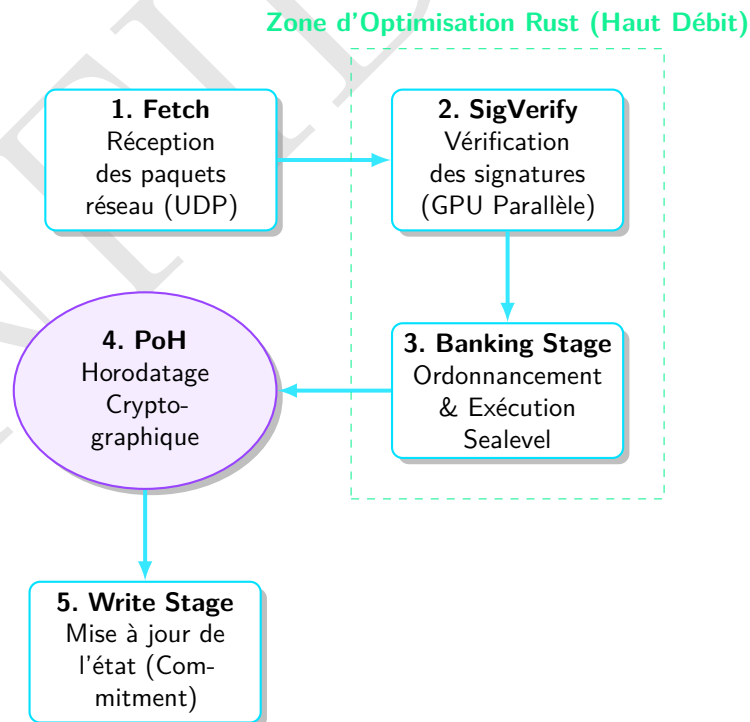 Zone d'Optimisation Rust (Haut Débit)
1. Fetch
Réception
des paquets
réseau (UDP)
2. SigVerify
Vérification
des signatures
(GPU Parallèle)
3. Banking Stage
Ordonnancement
& Exécution
Sealevel
4. PoH
Horodatage
Crypto-
graphique
5. Write Stage
Mise à jour de
l'état (Com-
mitment)